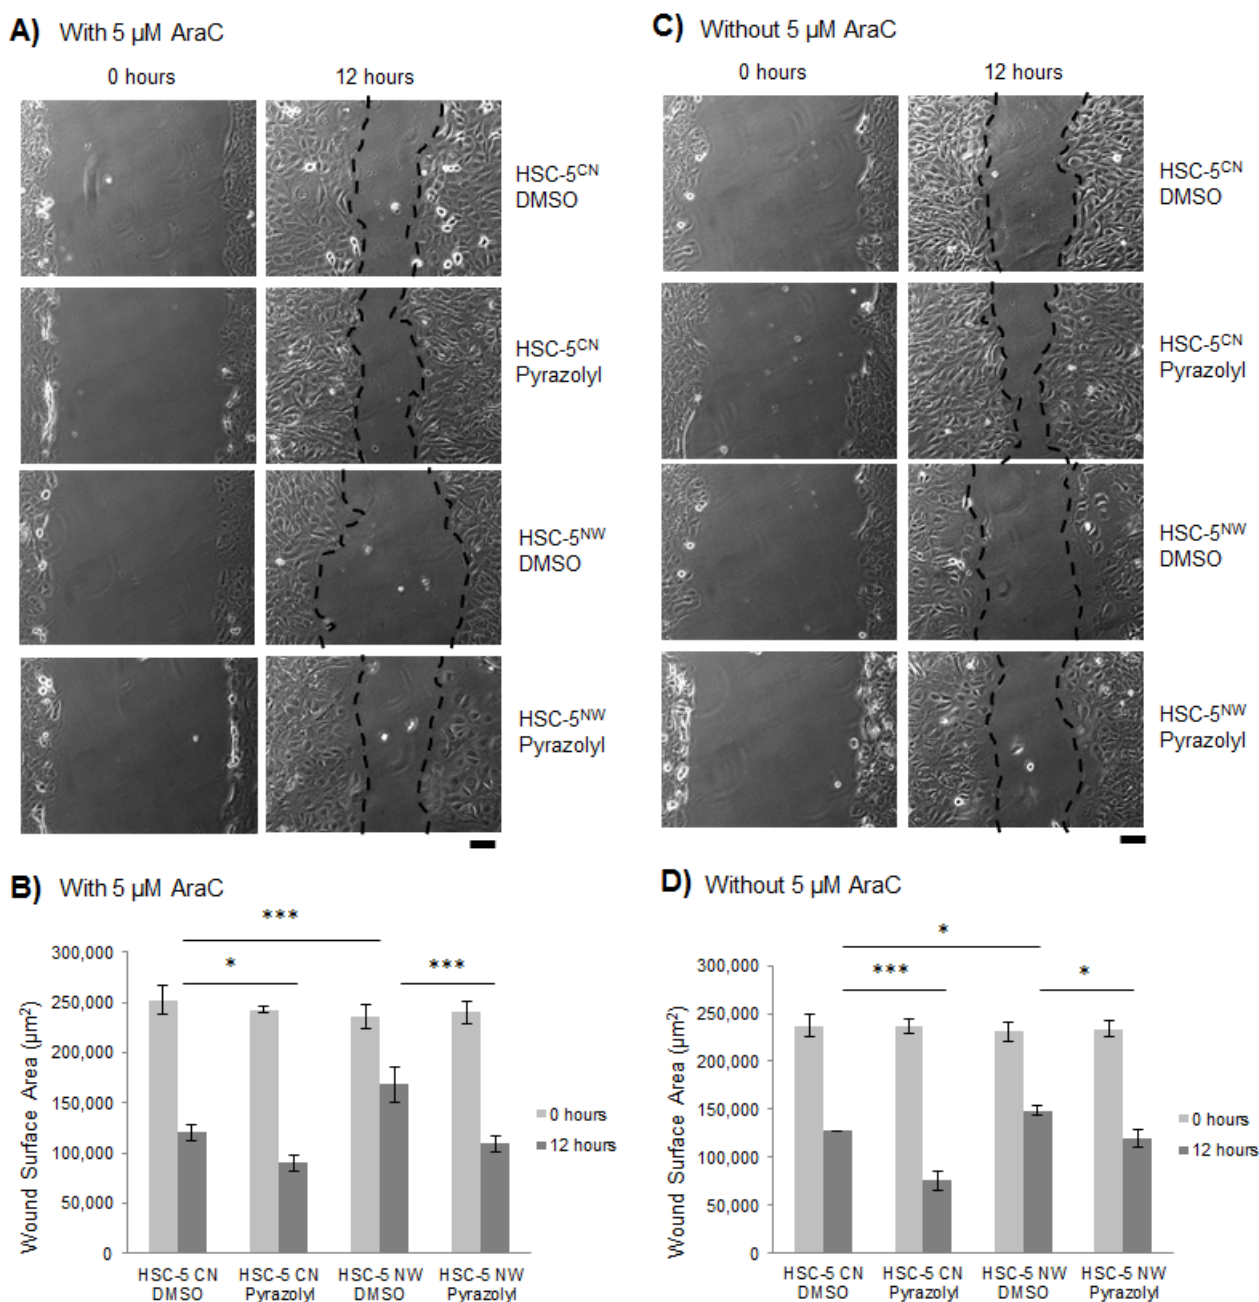 A) With 5 µM AraC
0 hours
12 hours
HSC-5CN
DMSO
HSC-5CN
Pyrazolyl
HSC-5NW
DMSO
HSC-5NW
Pyrazolyl
C) Without 5 µM AraC
0 hours
12 hours
HSC-5CN
DMSO
HSC-5CN
Pyrazolyl
HSC-5NW
DMSO
HSC-5NW
Pyrazolyl
B) With 5 µM AraC
***
*
***
Wound Surface Area (µm²)
300,000
250,000
200,000
150,000
100,000
50,000
0
HSC-5 CN
DMSO
HSC-5 CN
Pyrazolyl
HSC-5 NW
DMSO
HSC-5 NW
Pyrazolyl
0 hours
12 hours
D) Without 5 µM AraC
*
***
*
Wound Surface Area (µm²)
300,000
250,000
200,000
150,000
100,000
50,000
0
HSC-5 CN
DMSO
HSC-5 CN
Pyrazolyl
HSC-5 NW
DMSO
HSC-5 NW
Pyrazolyl
0 hours
12 hours